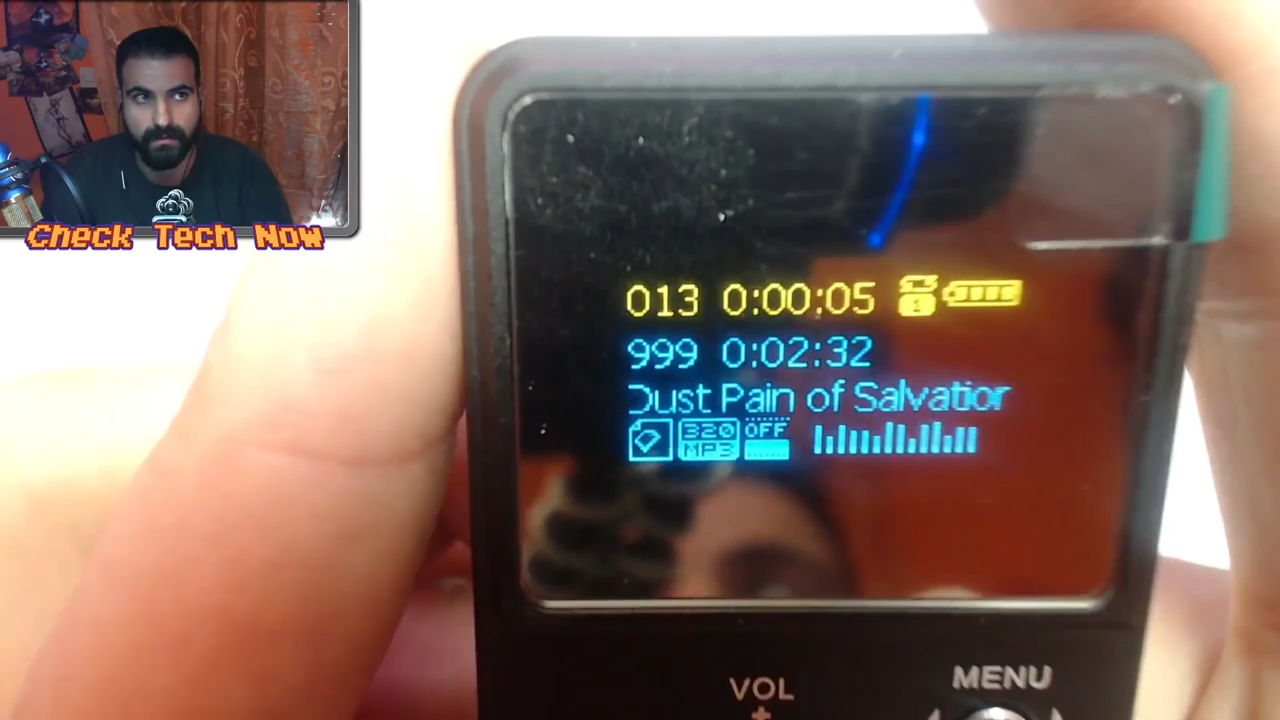 Check Tech Now
013 0:00:05
999 0:02:32
Dust Pain of Salvation
320 OFF
MP3
VOL
+
MENU